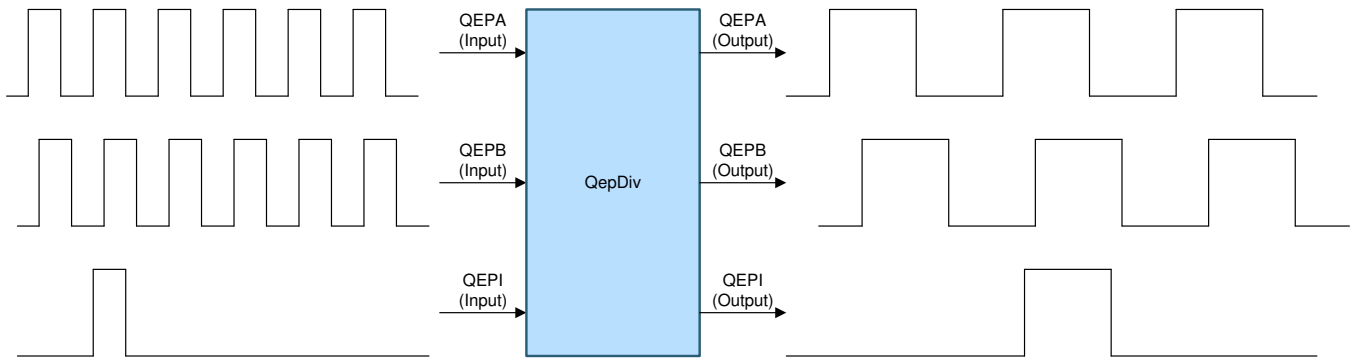 QEPA
(Input)
QEPA
(Output)
QEPB
(Input)
QepDiv
QEPB
(Output)
QEPI
(Input)
QEPI
(Output)